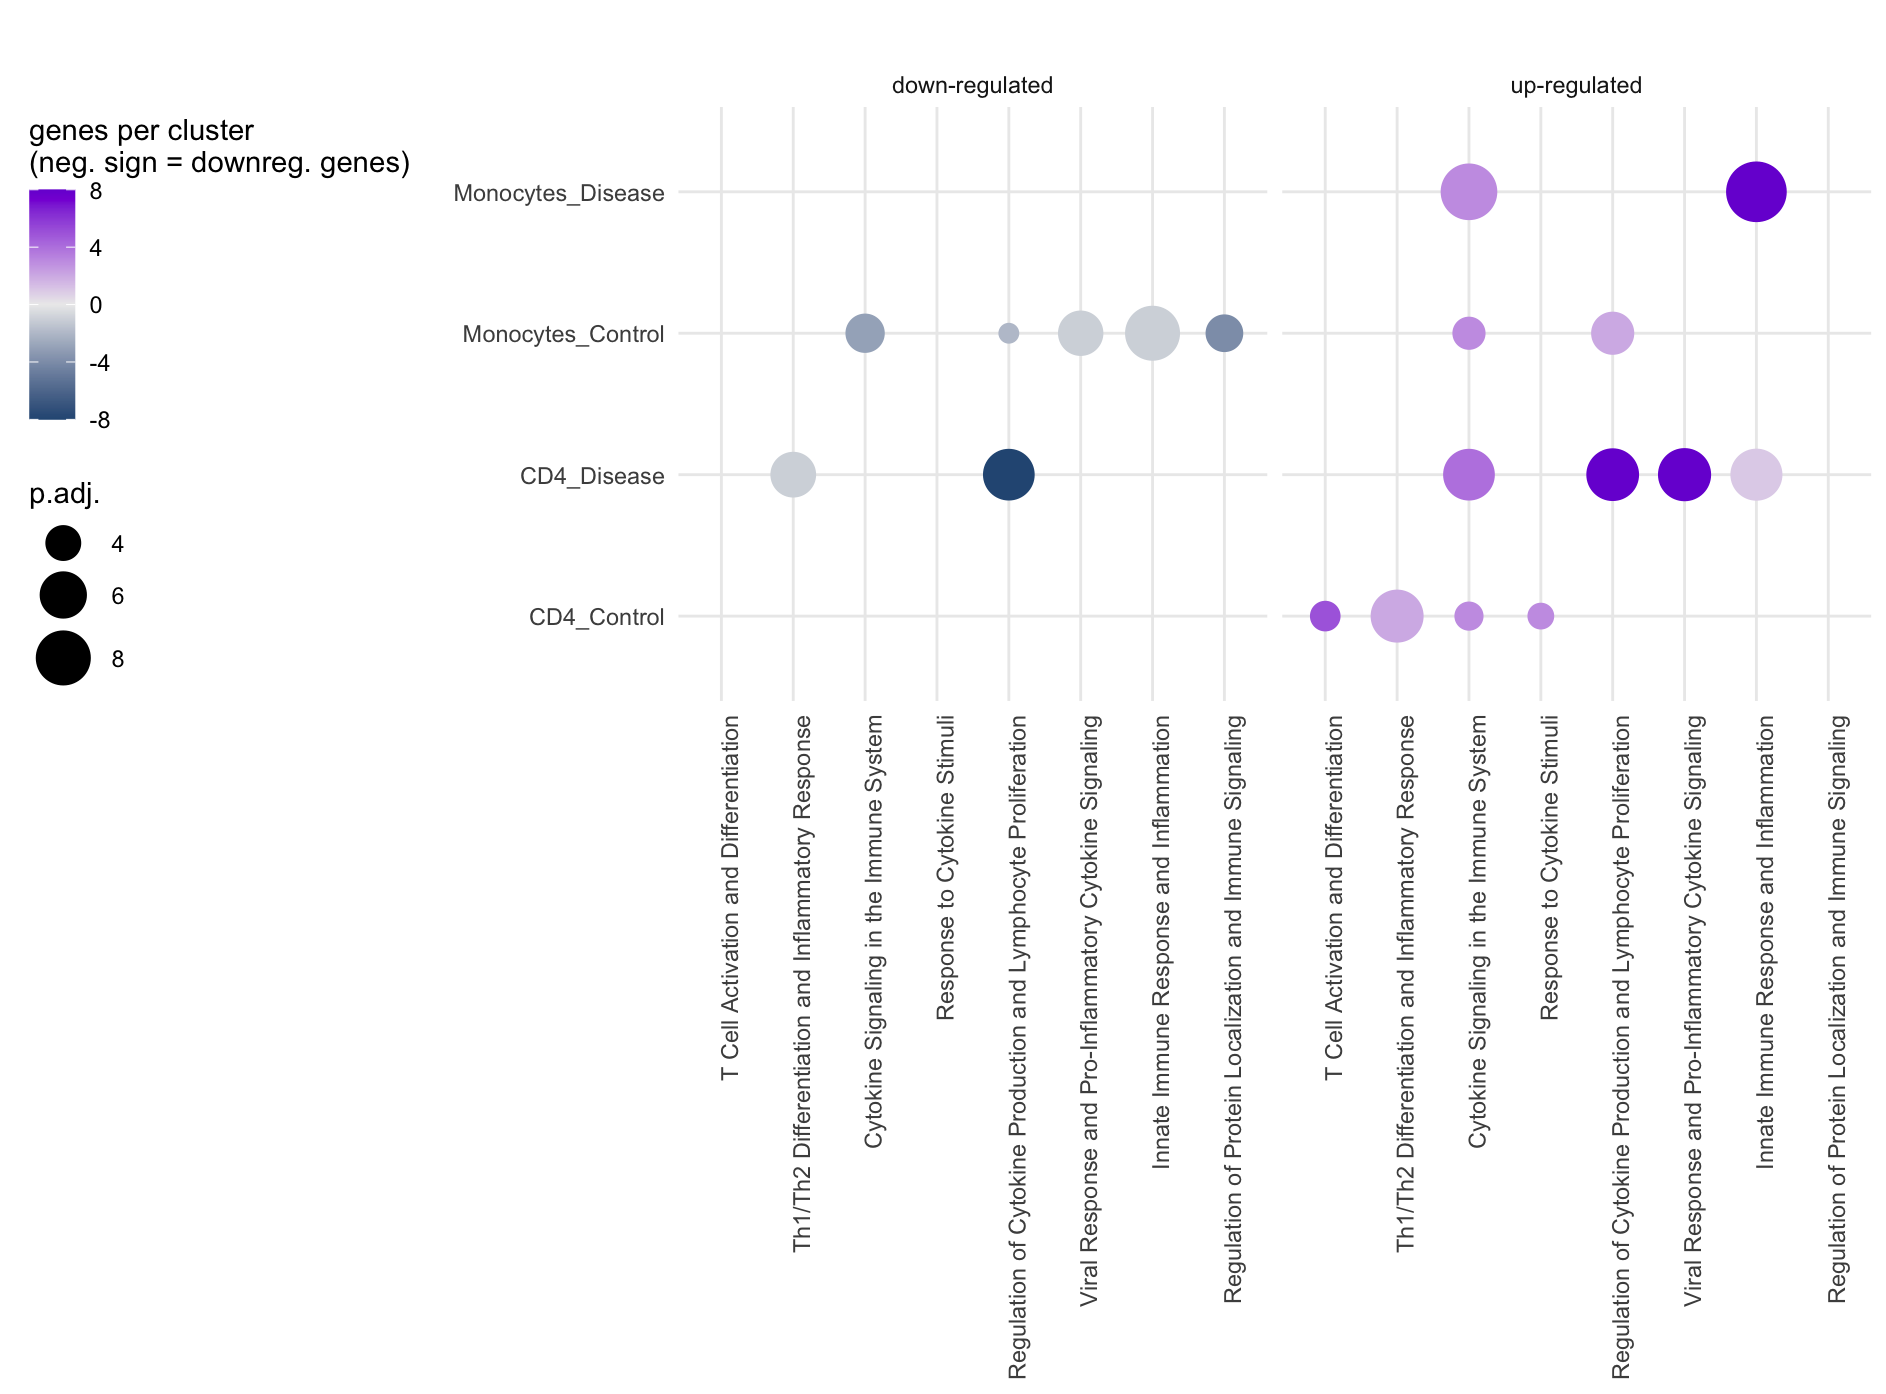 down-regulated
up-regulated
genes per cluster
(neg. sign = downreg. genes)
8
4
0
-4
-8
p.adj.
4
6
8
Monocytes_Disease
Monocytes_Control
CD4_Disease
CD4_Control
T Cell Activation and Differentiation
Th1/Th2 Differentiation and Inflammatory Response
Cytokine Signaling in the Immune System
Response to Cytokine Stimuli
Regulation of Cytokine Production and Lymphocyte Proliferation
Viral Response and Pro-Inflammatory Cytokine Signaling
Innate Immune Response and Inflammation
Regulation of Protein Localization and Immune Signaling
T Cell Activation and Differentiation
Th1/Th2 Differentiation and Inflammatory Response
Cytokine Signaling in the Immune System
Response to Cytokine Stimuli
Regulation of Cytokine Production and Lymphocyte Proliferation
Viral Response and Pro-Inflammatory Cytokine Signaling
Innate Immune Response and Inflammation
Regulation of Protein Localization and Immune Signaling